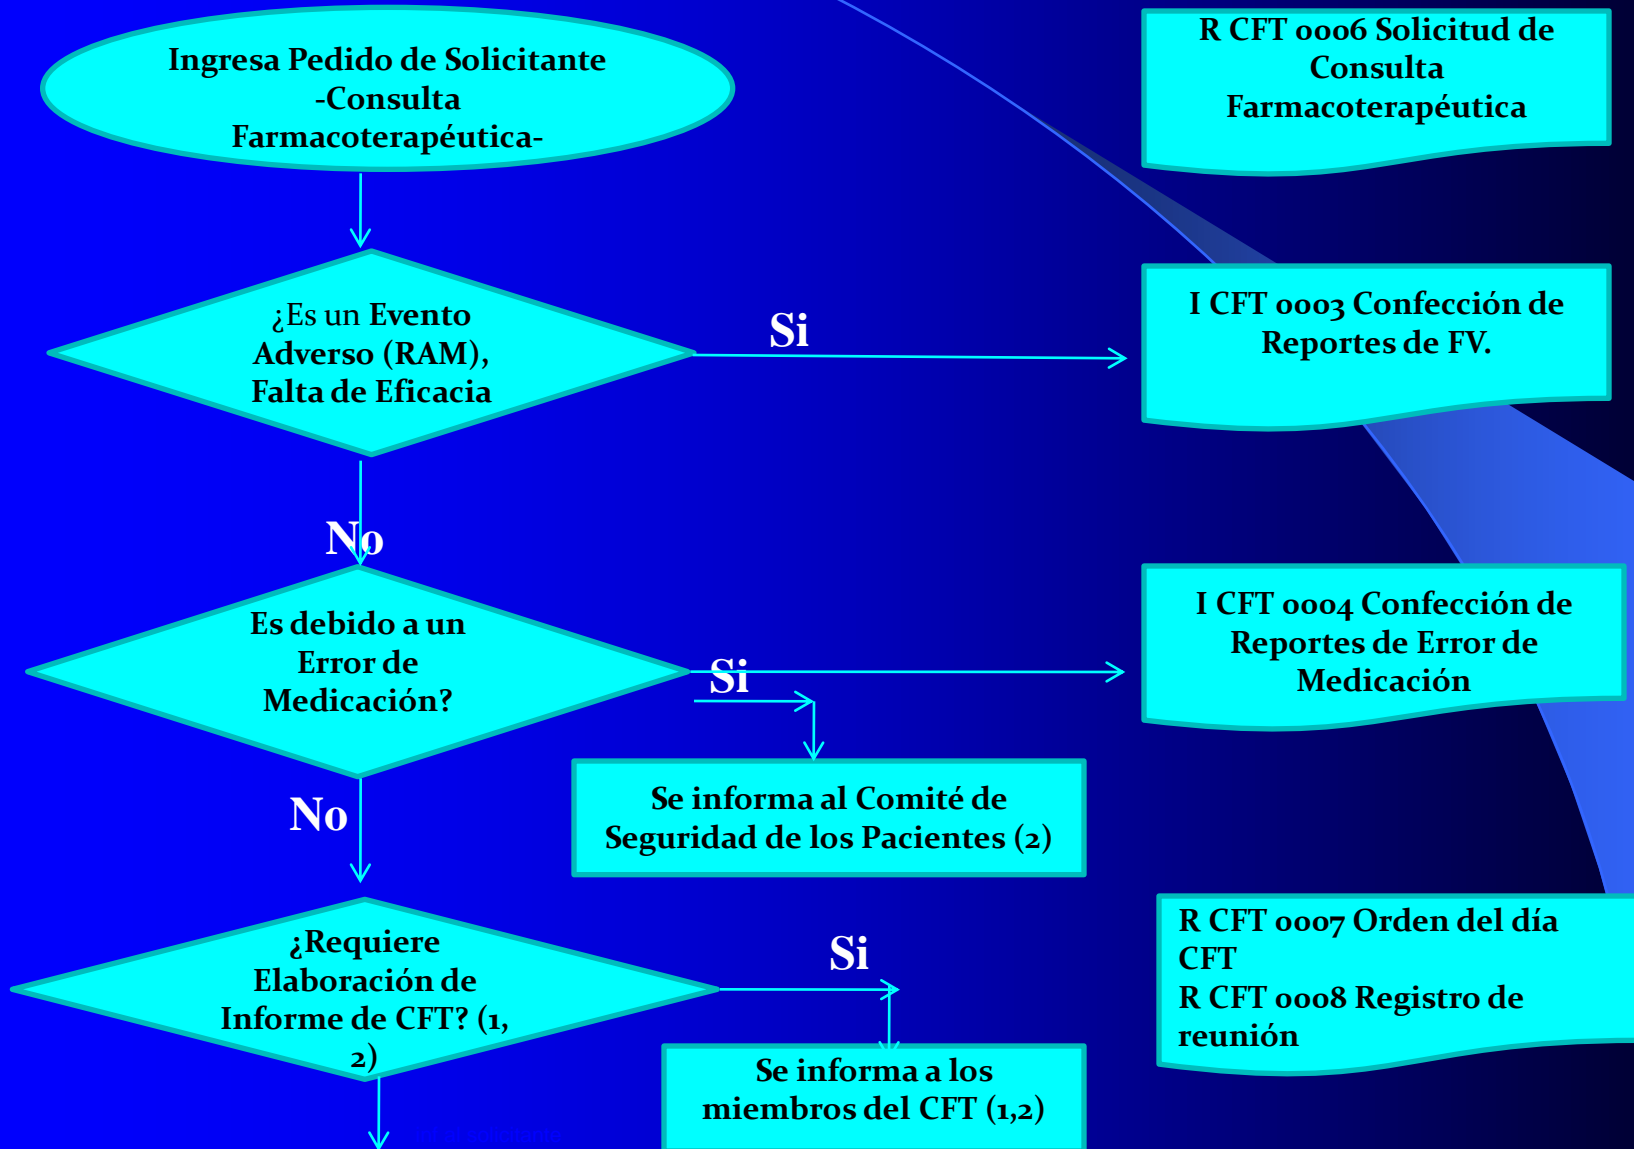 Ingresa Pedido de Solicitante
-Consulta
Farmacoterapéutica-
R CFT 0006 Solicitud de
Consulta
Farmacoterapéutica
¿Es un Evento
Adverso (RAM),
Falta de Eficacia
Si
I CFT 0003 Confección de
Reportes de FV.
No
Es debido a un
Error de
Medicación?
Si
I CFT 0004 Confección de
Reportes de Error de
Medicación
Se informa al Comité de
Seguridad de los Pacientes (2)
No
¿Requiere
Elaboración de
Informe de CFT? (1,
2)
Si
R CFT 0007 Orden del día
CFT
R CFT 0008 Registro de
reunión
Se informa a los
miembros del CFT (1,2)